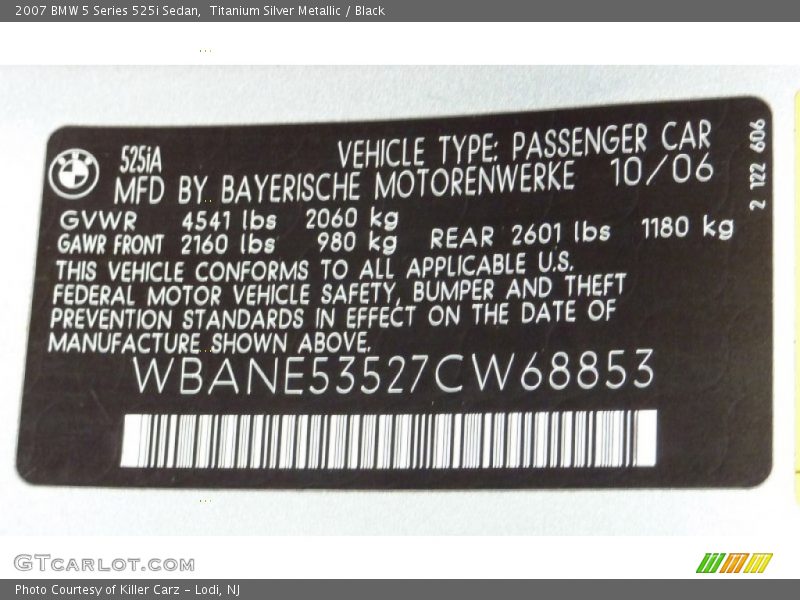 2007 BMW 5 Series 525i Sedan, Titanium Silver Metallic / Black
BMW
525iA
VEHICLE TYPE: PASSENGER CAR
MFD BY BAYERISCHE MOTORENWERKE 10/06
GVWR 4541 lbs 2060 kg
GAWR FRONT 2160 lbs 980 kg REAR 2601 lbs 1180 kg
THIS VEHICLE CONFORMS TO ALL APPLICABLE U.S.
FEDERAL MOTOR VEHICLE SAFETY, BUMPER AND THEFT
PREVENTION STANDARDS IN EFFECT ON THE DATE OF
MANUFACTURE SHOWN ABOVE.
WBANE53527CW68853
2 122 606
GTCARLOT.COM
Photo Courtesy of Killer Carz - Lodi, NJ